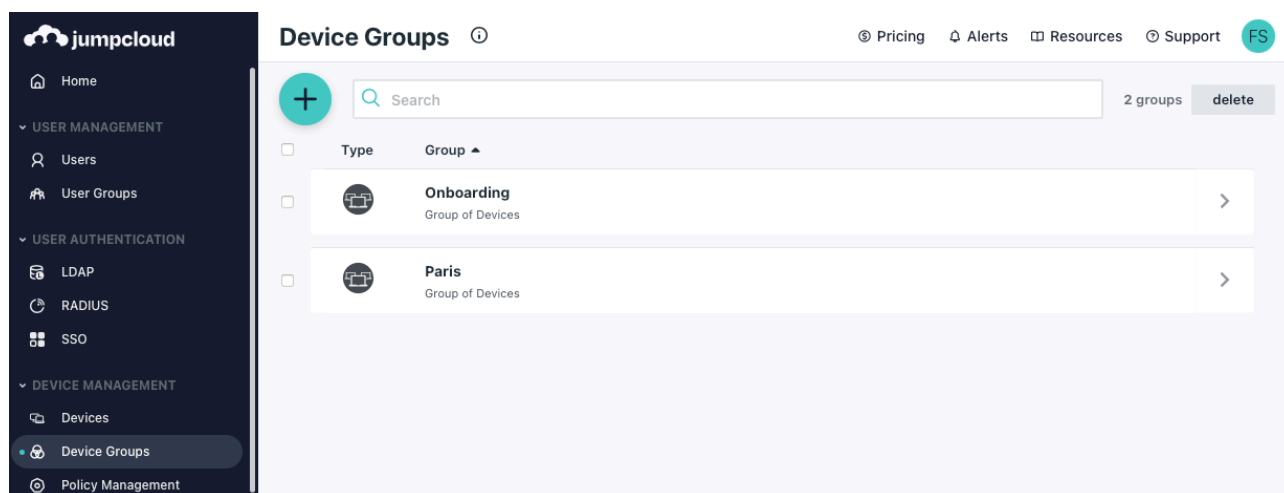 jumpcloud
Home
USER MANAGEMENT
Users
User Groups
USER AUTHENTICATION
LDAP
RADIUS
SSO
DEVICE MANAGEMENT
Devices
Device Groups
Policy Management
Device Groups
Pricing
Alerts
Resources
Support
FS
Search
2 groups
delete
Type Group
Onboarding
Group of Devices
Paris
Group of Devices